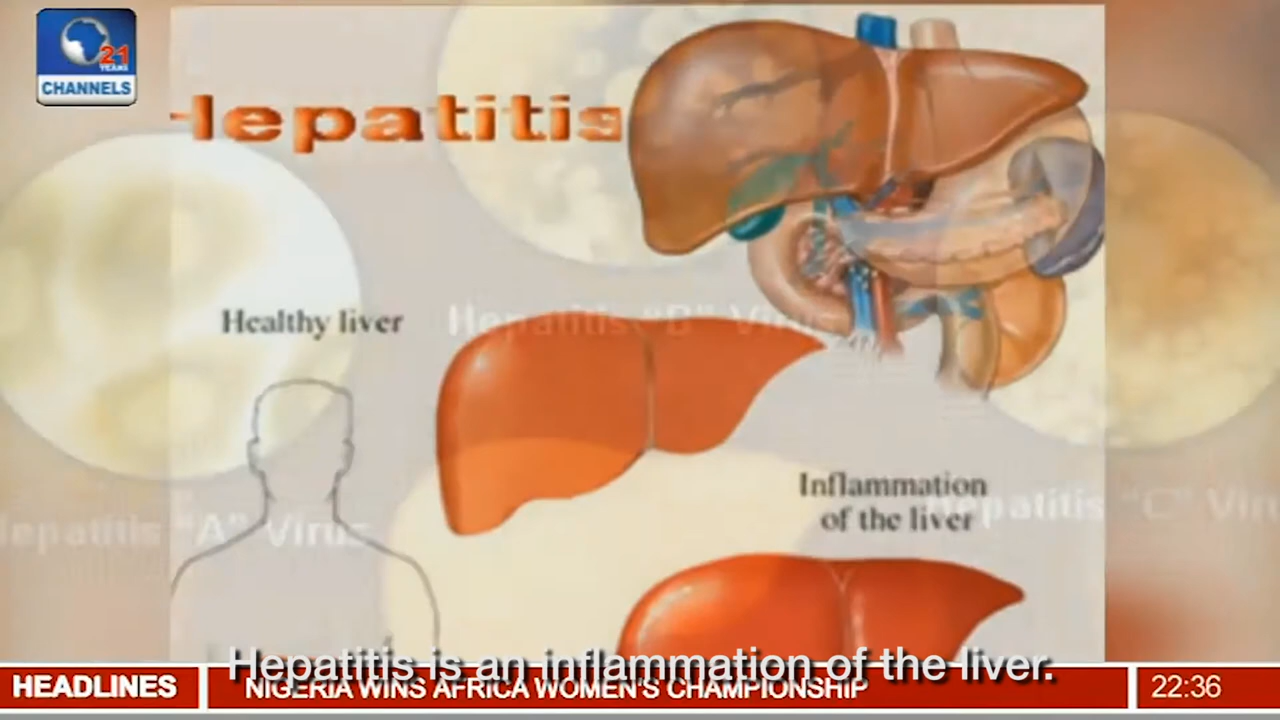 21
YEARS
CHANNELS
Hepatitis
Healthy liver
Hepatitis "B" Virus
Inflammation
of the liver
Hepatitis "A" Virus
Hepatitis "C" Virus
Hepatitis is an inflammation of the liver.
HEADLINES
NIGERIA WINS AFRICA WOMEN'S CHAMPIONSHIP
22:36